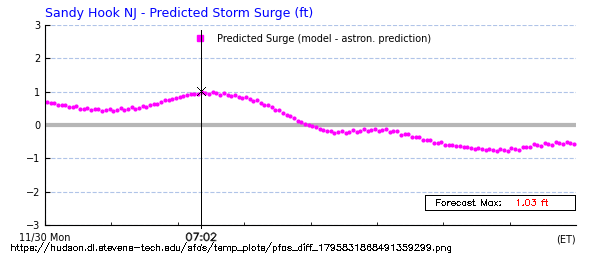 Sandy Hook NJ - Predicted Storm Surge (ft)
3
Predicted Surge (model - astron. prediction)
2
1
0
−1
−2
Forecast Max: 1.03 ft
−3
11/30 Mon 07:02 (ET)
https://hudson.dl.stevens-tech.edu/sfas/temp_plots/pfas_diff_1795831868491359299.png